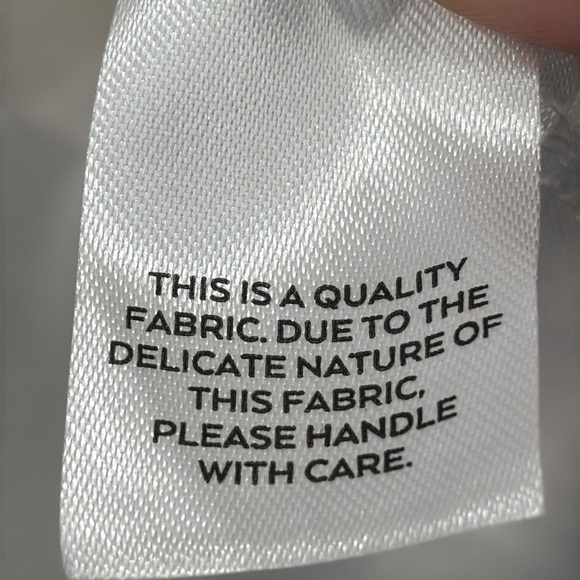 THIS IS A QUALITY
FABRIC. DUE TO THE
DELICATE NATURE OF
THIS FABRIC,
PLEASE HANDLE
WITH CARE.